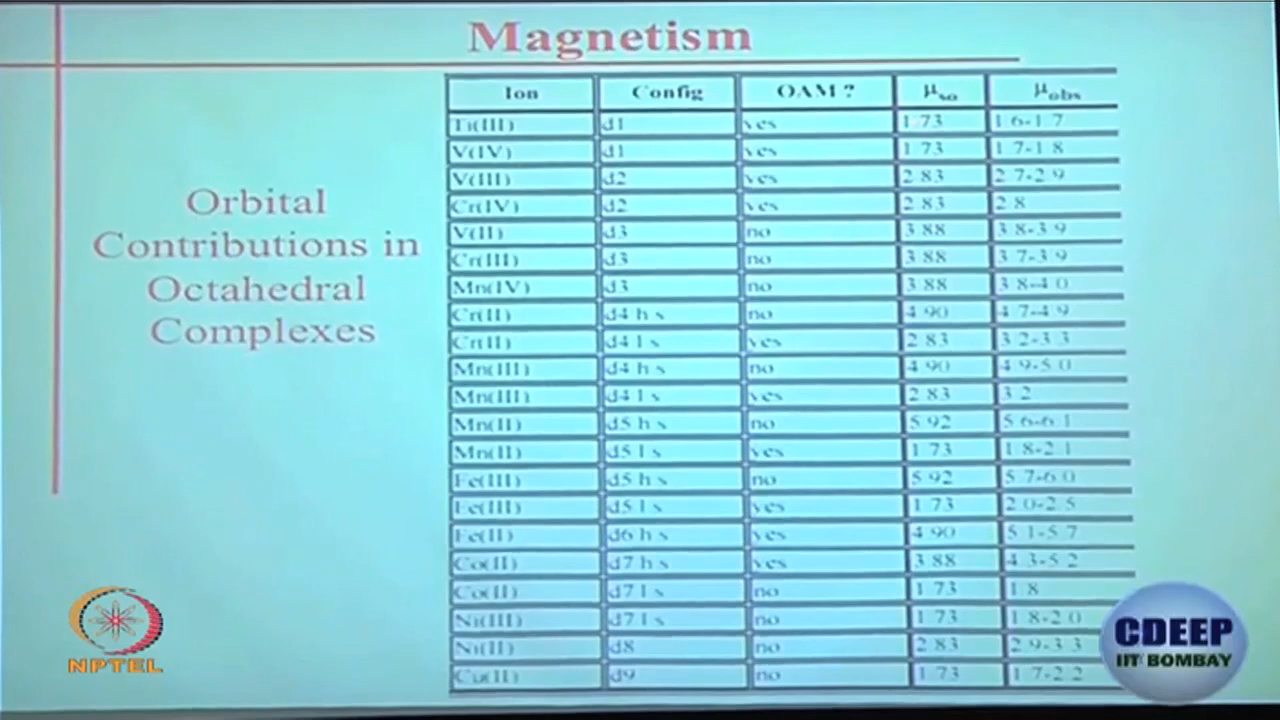 Magnetism
Orbital
Contributions in
Octahedral
Complexes
Ion Config OAM ? μso μobs
Ti(III) d1 yes 1.73 1.6-1.7
V(IV) d1 yes 1.73 1.7-1.8
V(III) d2 yes 2.83 2.7-2.9
Cr(IV) d2 yes 2.83 2.8
V(II) d3 no 3.88 3.8-3.9
Cr(III) d3 no 3.88 3.7-3.9
Mn(IV) d3 no 3.88 3.8-4.0
Cr(II) d4 h.s. no 4.90 4.7-4.9
Cr(II) d4 l.s. yes 2.83 3.2-3.3
Mn(III) d4 h.s. no 4.90 4.9-5.0
Mn(III) d4 l.s. yes 2.83 3.2
Mn(II) d5 h.s. no 5.92 5.6-6.1
Mn(II) d5 l.s. yes 1.73 1.8-2.1
Fe(III) d5 h.s. no 5.92 5.7-6.0
Fe(III) d5 l.s. yes 1.73 2.0-2.5
Fe(II) d6 h.s. yes 4.90 5.1-5.7
Co(II) d7 h.s. yes 3.88 4.3-5.2
Co(II) d7 l.s. no 1.73 1.8
Ni(III) d7 l.s. no 1.73 1.8-2.0
Ni(II) d8 no 2.83 2.9-3.3
Cu(II) d9 no 1.73 1.7-2.2
NPTEL
CDEEP
IIT BOMBAY